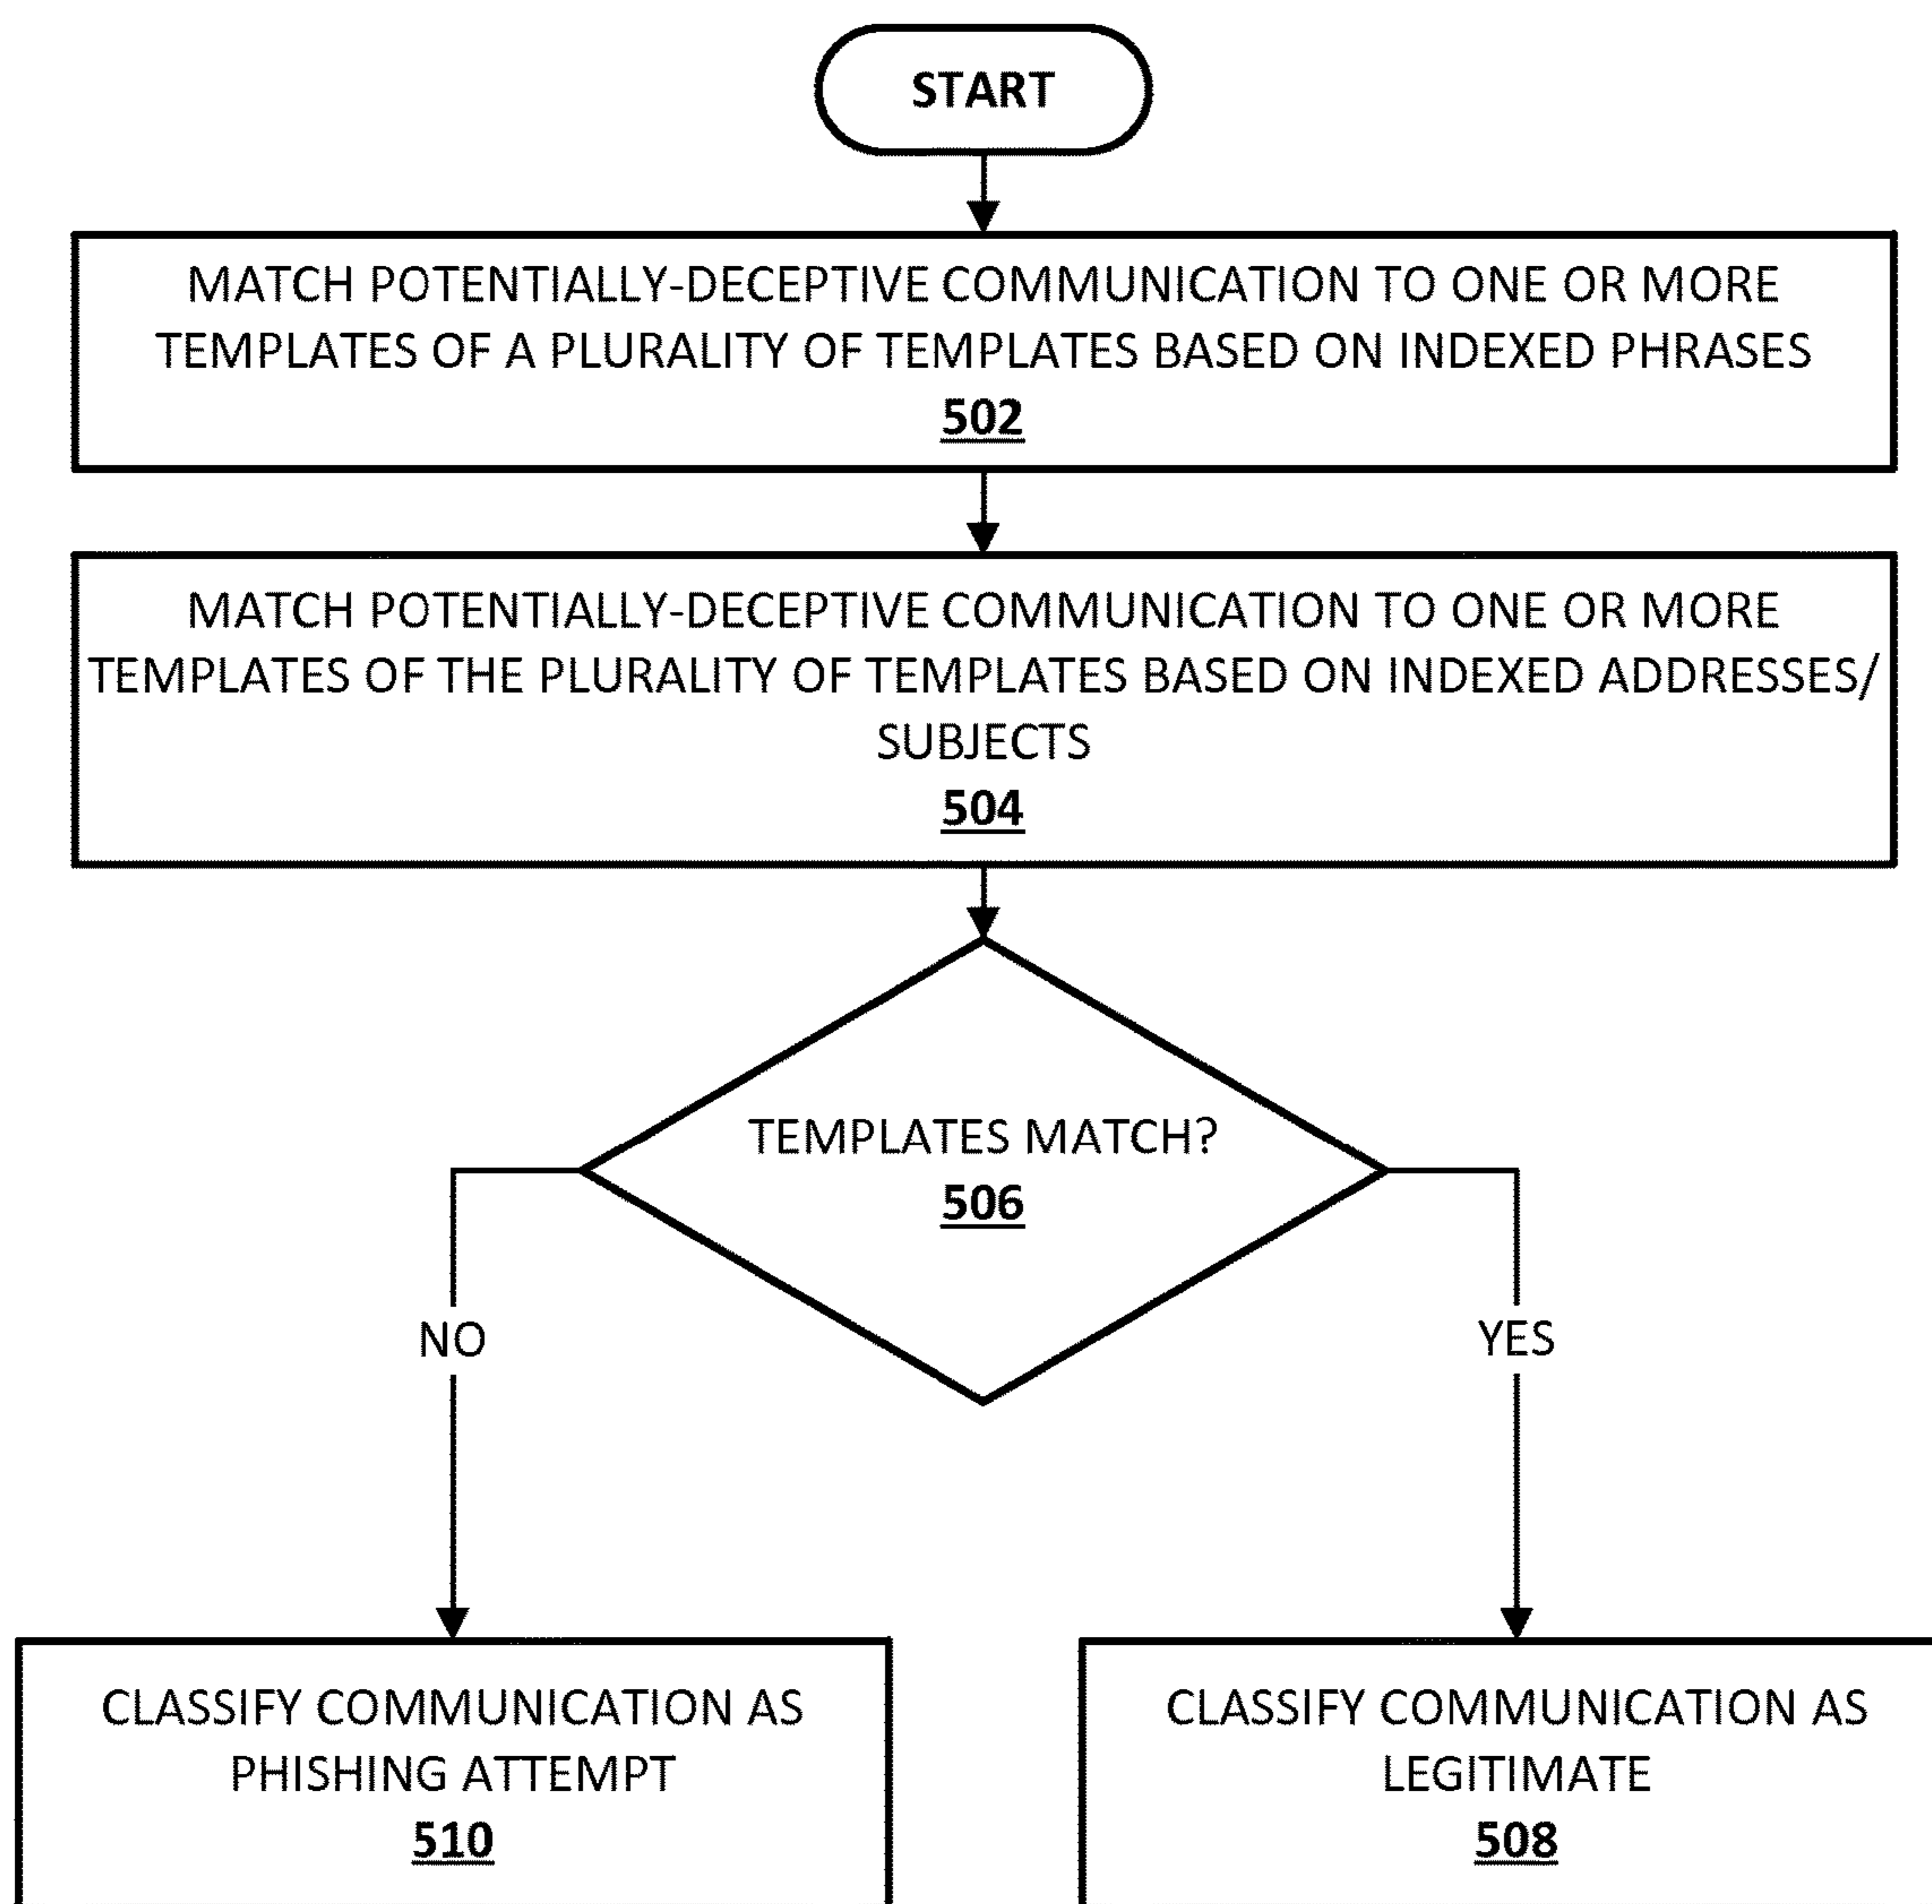 START
MATCH POTENTIALLY-DECEPTIVE COMMUNICATION TO ONE OR MORE
TEMPLATES OF A PLURALITY OF TEMPLATES BASED ON INDEXED PHRASES
502
MATCH POTENTIALLY-DECEPTIVE COMMUNICATION TO ONE OR MORE
TEMPLATES OF THE PLURALITY OF TEMPLATES BASED ON INDEXED ADDRESSES/
SUBJECTS
504
TEMPLATES MATCH?
506
NO
YES
CLASSIFY COMMUNICATION AS
PHISHING ATTEMPT
510
CLASSIFY COMMUNICATION AS
LEGITIMATE
508